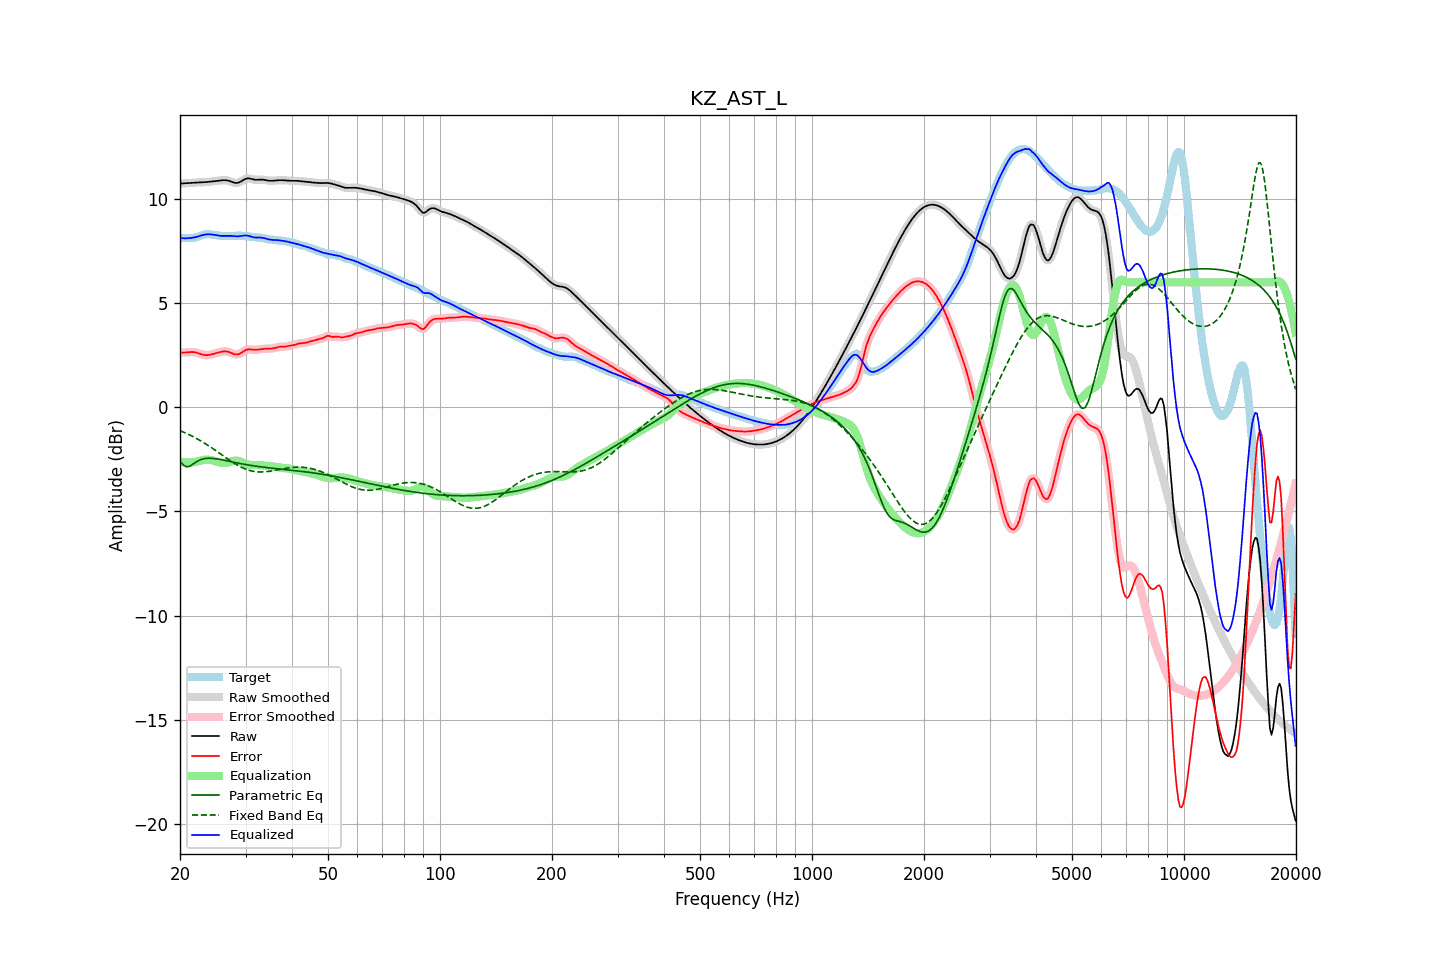 KZ_AST_L
Amplitude (dBr)
10
5
0
−5
−10
−15
−20
Target
Raw Smoothed
Error Smoothed
Raw
Error
Equalization
Parametric Eq
Fixed Band Eq
Equalized
20 50 100 200 500 1000 2000 5000 10000 20000
Frequency (Hz)